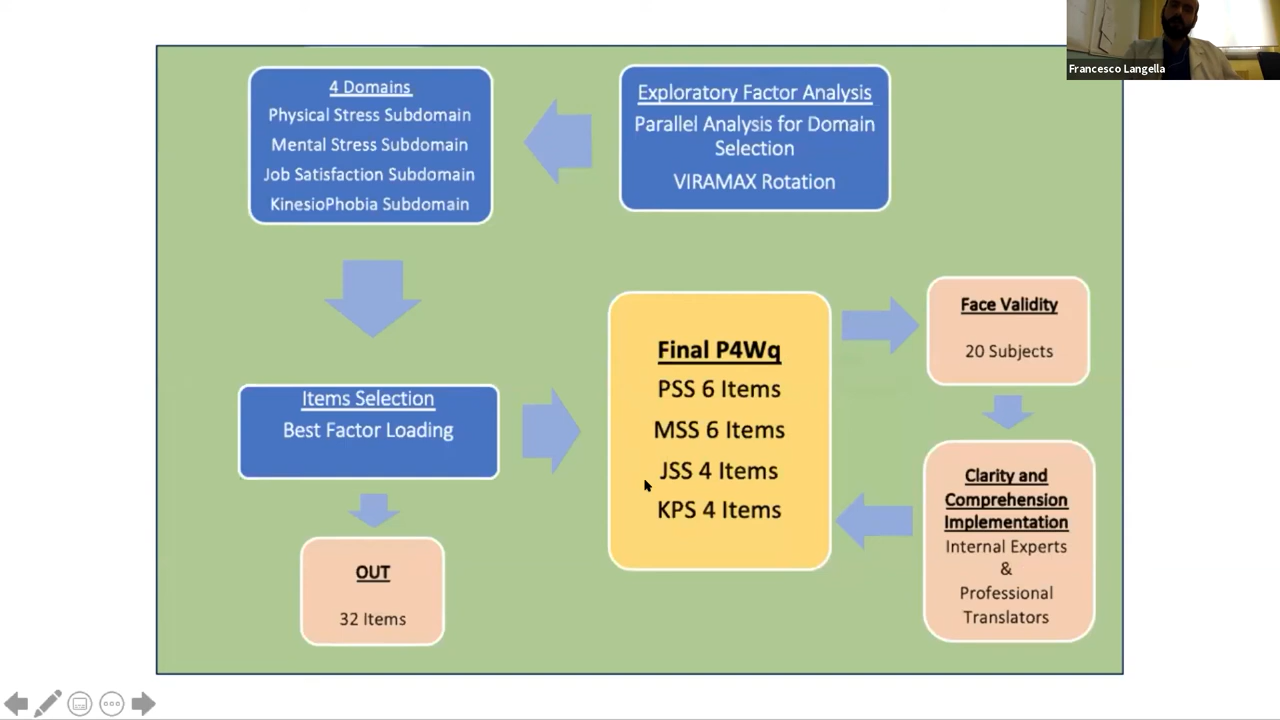 Francesco Langella
4 Domains
Physical Stress Subdomain
Mental Stress Subdomain
Job Satisfaction Subdomain
KinesioPhobia Subdomain
Exploratory Factor Analysis
Parallel Analysis for Domain
Selection
VIRAMAX Rotation
Items Selection
Best Factor Loading
OUT
32 Items
Final P4Wq
PSS 6 Items
MSS 6 Items
JSS 4 Items
KPS 4 Items
Face Validity
20 Subjects
Clarity and
Comprehension
Implementation
Internal Experts
&
Professional
Translators